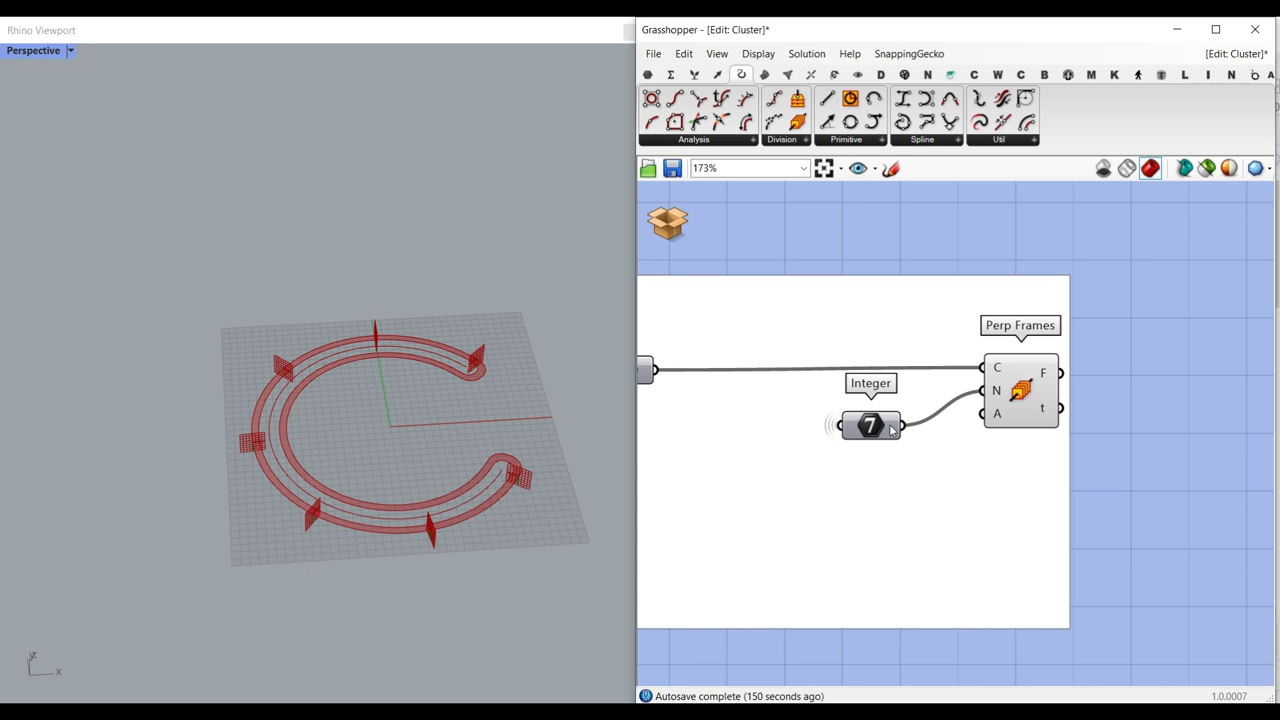 Rhino Viewport
Perspective
y
x
Grasshopper - [Edit: Cluster]*
File Edit View Display Solution Help SnappingGecko [Edit: Cluster]*
Σ D N C W C B M K L I N A
Analysis + Division + Primitive + Spline + Util +
173%
Perp Frames
C
N
A
F
t
Integer
7
Autosave complete (150 seconds ago) 1.0.0007